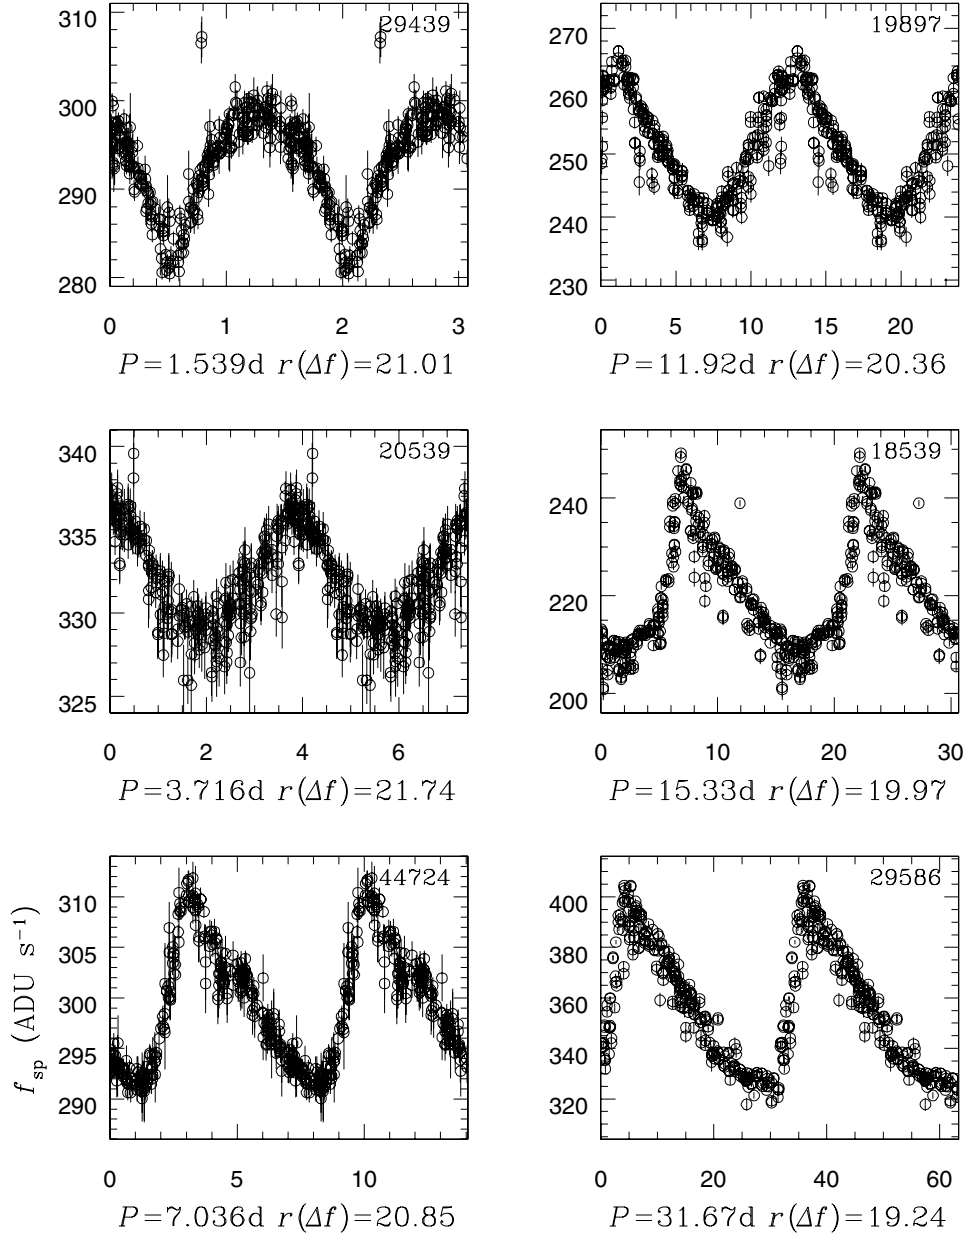 310
300
290
280
29439
0 1 2 3
P=1.539d r(Δf)=21.01
270
260
250
240
230
19897
0 5 10 15 20
P=11.92d r(Δf)=20.36
340
335
330
325
20539
0 2 4 6
P=3.716d r(Δf)=21.74
240
220
200
18539
0 10 20 30
P=15.33d r(Δf)=19.97
310
305
300
295
290
44724
f_sp (ADU s⁻¹)
0 5 10
P=7.036d r(Δf)=20.85
400
380
360
340
320
29586
0 20 40 60
P=31.67d r(Δf)=19.24